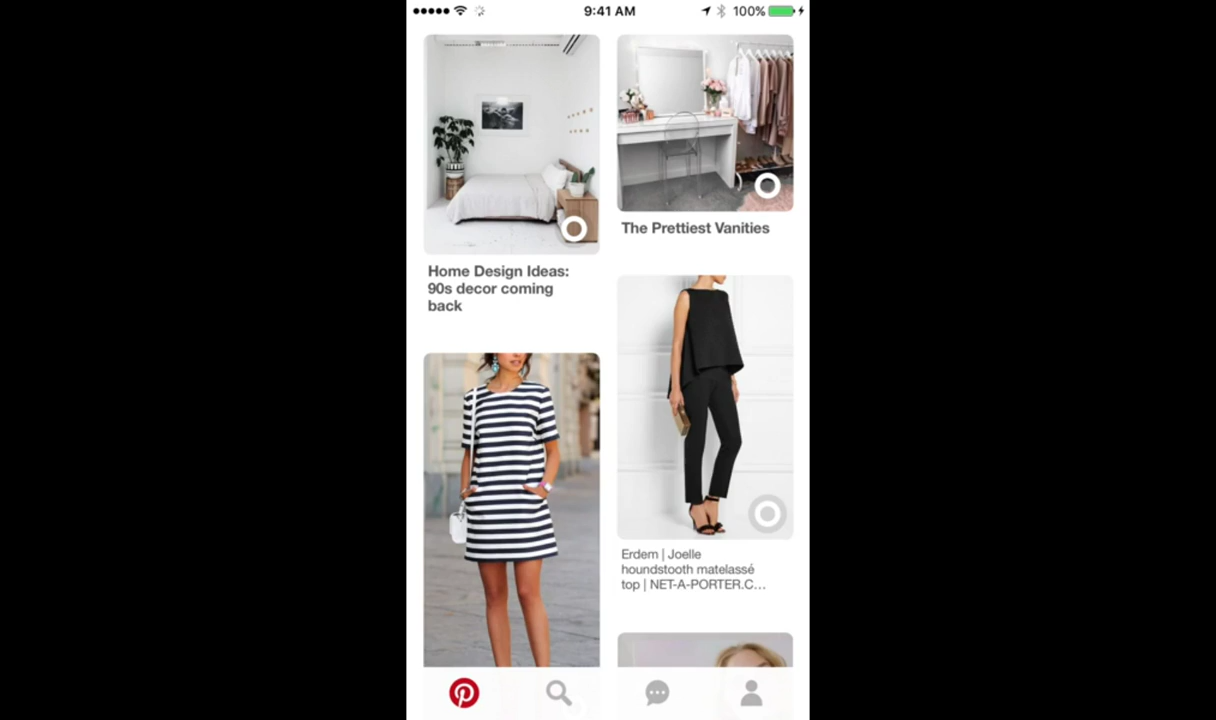 9:41 AM
100%
The Prettiest Vanities
Home Design Ideas:
90s decor coming
back
Erdem | Joelle
houndstooth matelassé
top | NET-A-PORTER.C...